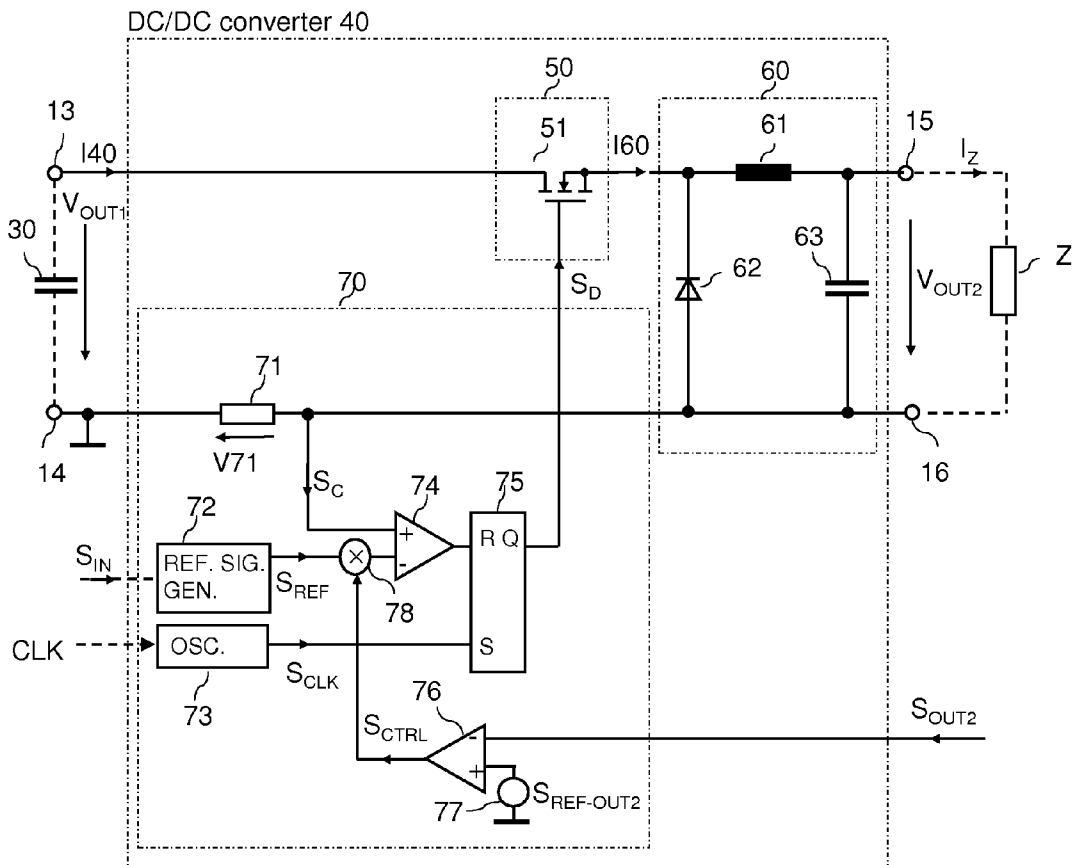 DC/DC converter 40
50
60
13
I40
51
I60
61
15
I_Z
V_OUT1
30
62
63
V_OUT2
Z
S_D
70
71
14
V71
16
S_C
74
75
72
+
-
R Q
S_IN
REF. SIG.
GEN.
S_REF
×
78
CLK
OSC.
S_CLK
S
73
76
S_CTRL
-
S_OUT2
+
77
S_REF-OUT2